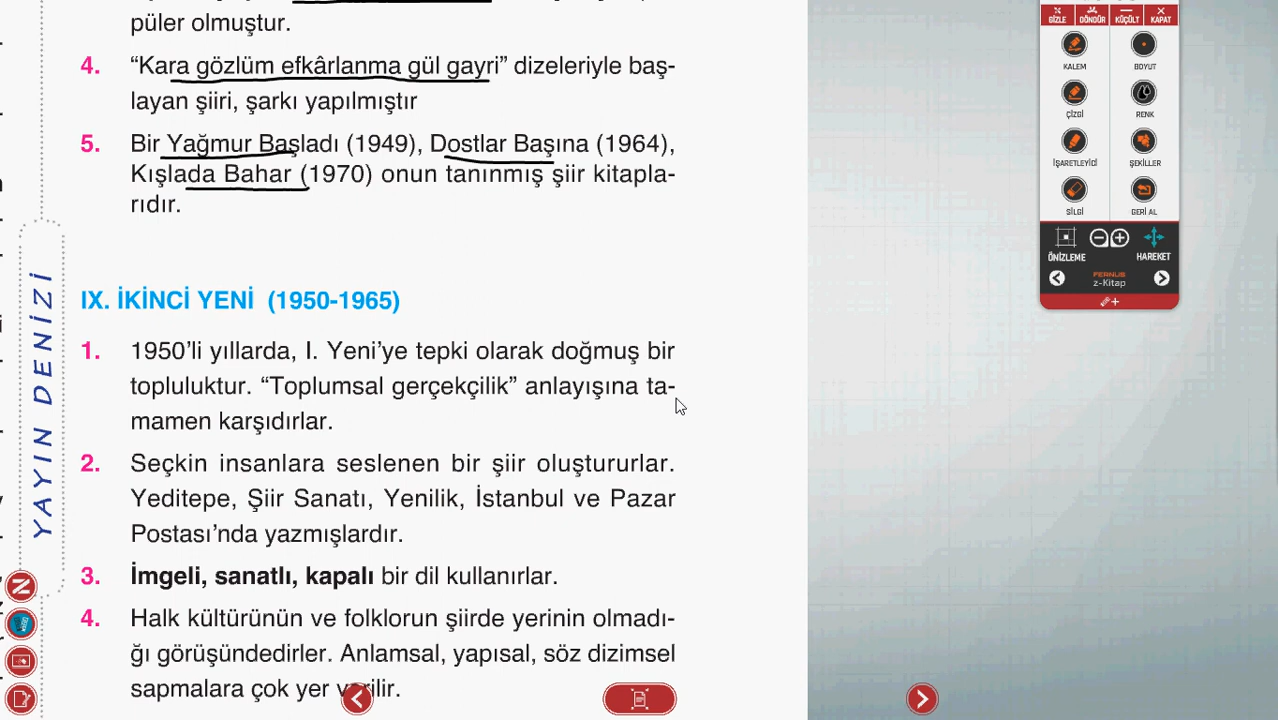 püler olmuştur.
4. “Kara gözlüm efkârlanma gül gayri” dizeleriyle baş-
layan şiiri, şarkı yapılmıştır
5. Bir Yağmur Başladı (1949), Dostlar Başına (1964),
Kışlada Bahar (1970) onun tanınmış şiir kitapla-
rıdır.
IX. İKİNCİ YENİ (1950-1965)
1. 1950’li yıllarda, I. Yeni’ye tepki olarak doğmuş bir
topluluktur. “Toplumsal gerçekçilik” anlayışına ta-
mamen karşıdırlar.
2. Seçkin insanlara seslenen bir şiir oluştururlar.
Yeditepe, Şiir Sanatı, Yenilik, İstanbul ve Pazar
Postası’nda yazmışlardır.
3. İmgeli, sanatlı, kapalı bir dil kullanırlar.
4. Halk kültürünün ve folklorun şiirde yerinin olmadı-
ğı görüşündedirler. Anlamsal, yapısal, söz dizimsel
sapmalara çok yer verilir.
YAYIN DENİZİ
GİZLE DÖNDÜR KÜÇÜLT KAPAT
KALEM BOYUT
ÇİZGİ RENK
İŞARETLEYİCİ ŞEKİLLER
SİLGİ GERİ AL
ÖNİZLEME HAREKET
FERNUS
z-Kitap